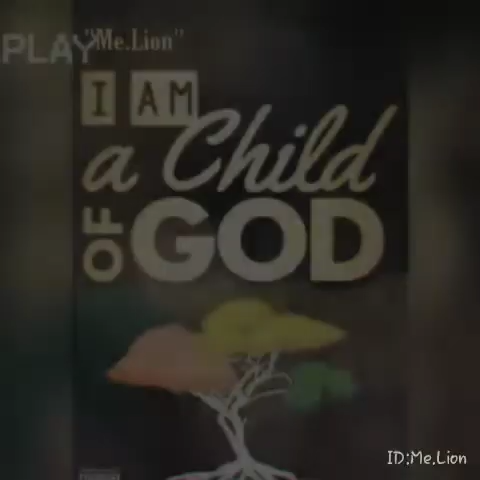 "Me.Lion"
PLAY
I AM
a Child
OF GOD
ID:Me.Lion